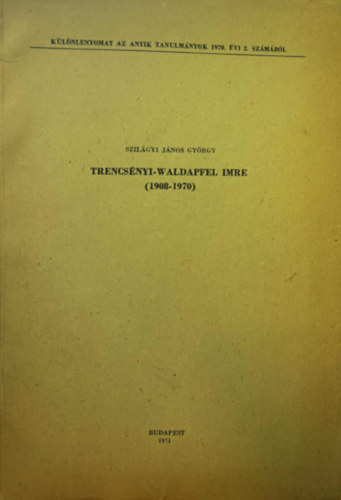 KÜLÖNLENYOMAT AZ ANTIK TANULMÁNYOK 1970. ÉVI 2. SZÁMÁBÓL
SZILÁGYI JÁNOS GYÖRGY
TRENCSÉNYI-WALDAPFEL IMRE
(1908-1970)
BUDAPEST
1971